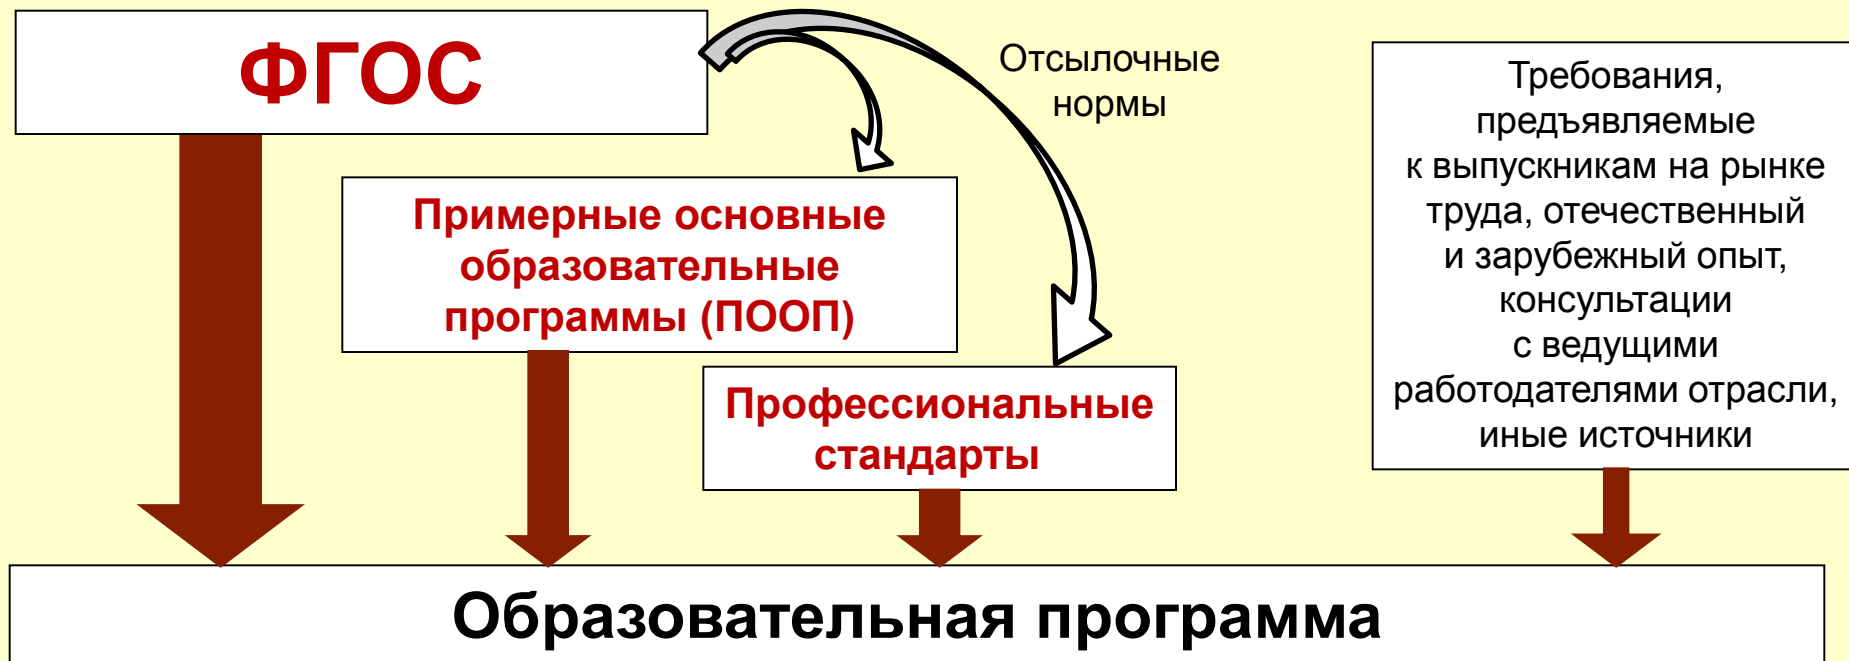 ФГОС
Отсылочные
нормы
Требования,
предъявляемые
к выпускникам на рынке
труда, отечественный
и зарубежный опыт,
консультации
с ведущими
работодателями отрасли,
иные источники
Примерные основные
образовательные
программы (ПООП)
Профессиональные
стандарты
Образовательная программа